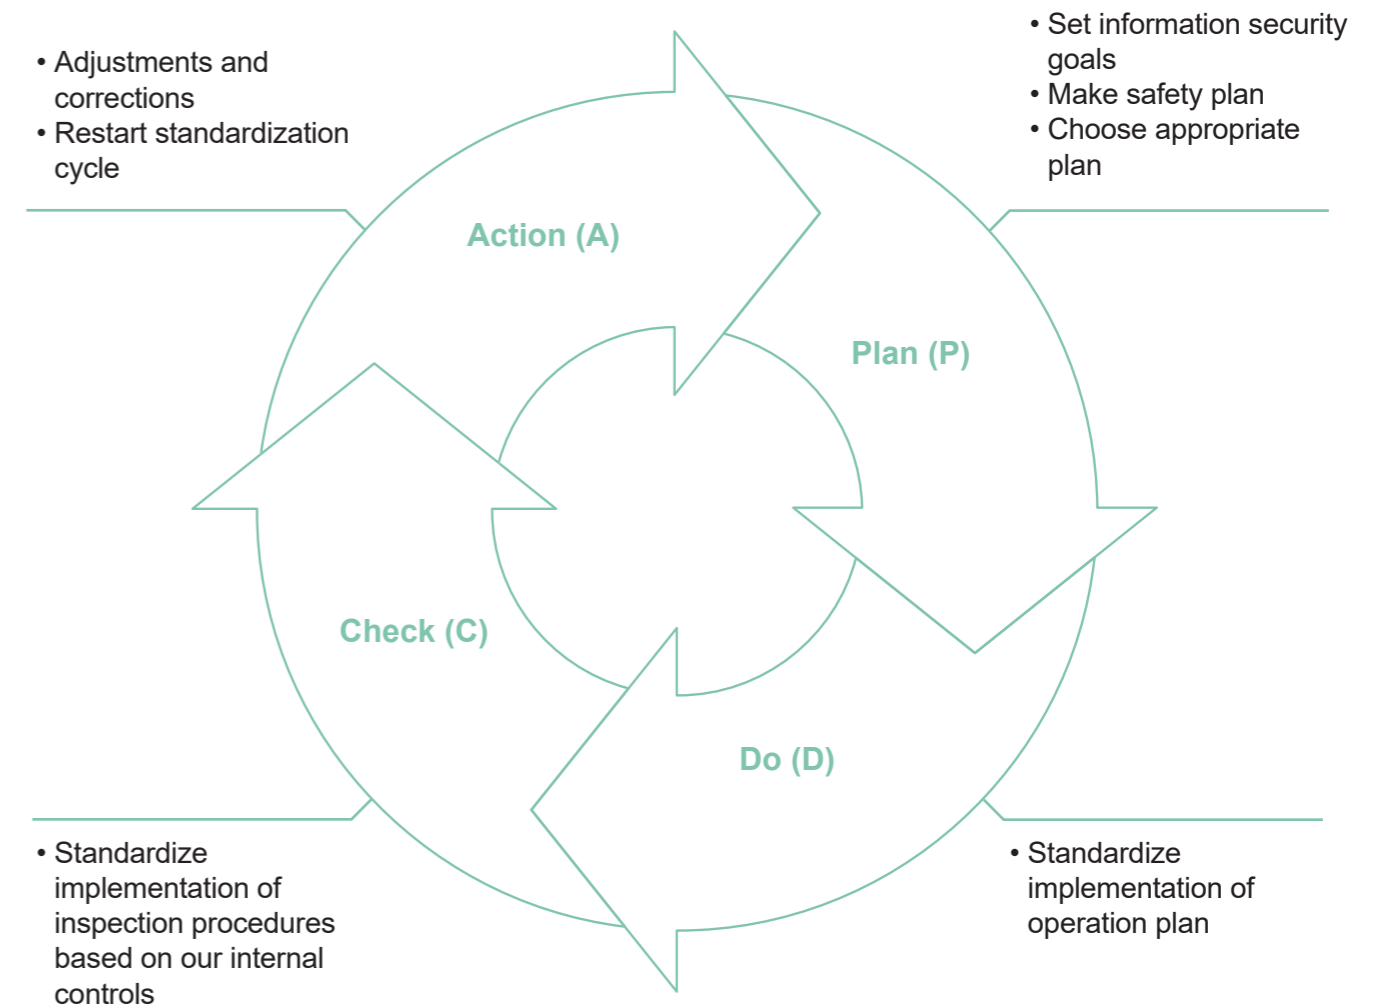 • Adjustments and
corrections
• Restart standardization
cycle
• Set information security
goals
• Make safety plan
• Choose appropriate
plan
Action (A)
Plan (P)
Check (C)
Do (D)
• Standardize
implementation of
inspection procedures
based on our internal
controls
• Standardize
implementation of
operation plan